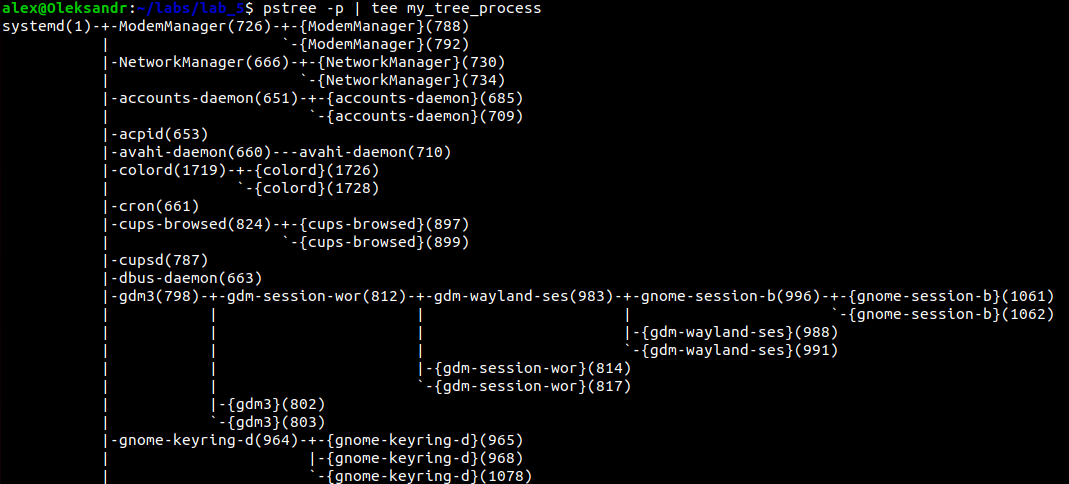 alex@Oleksandr:~/labs/lab_5$ pstree -p | tee my_tree_process
systemd(1)-+-ModemManager(726)-+-{ModemManager}(788)
           |                   `-{ModemManager}(792)
           |-NetworkManager(666)-+-{NetworkManager}(730)
           |                     `-{NetworkManager}(734)
           |-accounts-daemon(651)-+-{accounts-daemon}(685)
           |                      `-{accounts-daemon}(709)
           |-acpid(653)
           |-avahi-daemon(660)---avahi-daemon(710)
           |-colord(1719)-+-{colord}(1726)
           |              `-{colord}(1728)
           |-cron(661)
           |-cups-browsed(824)-+-{cups-browsed}(897)
           |                   `-{cups-browsed}(899)
           |-cupsd(787)
           |-dbus-daemon(663)
           |-gdm3(798)-+-gdm-session-wor(812)-+-gdm-wayland-ses(983)-+-gnome-session-b(996)-+-{gnome-session-b}(1061)
           |           |                      |                      |                      `-{gnome-session-b}(1062)
           |           |                      |                      |-{gdm-wayland-ses}(988)
           |           |                      |                      `-{gdm-wayland-ses}(991)
           |           |                      |-{gdm-session-wor}(814)
           |           |                      `-{gdm-session-wor}(817)
           |           |-{gdm3}(802)
           |           `-{gdm3}(803)
           |-gnome-keyring-d(964)-+-{gnome-keyring-d}(965)
           |                      |-{gnome-keyring-d}(968)
           |                      `-{gnome-keyring-d}(1078)